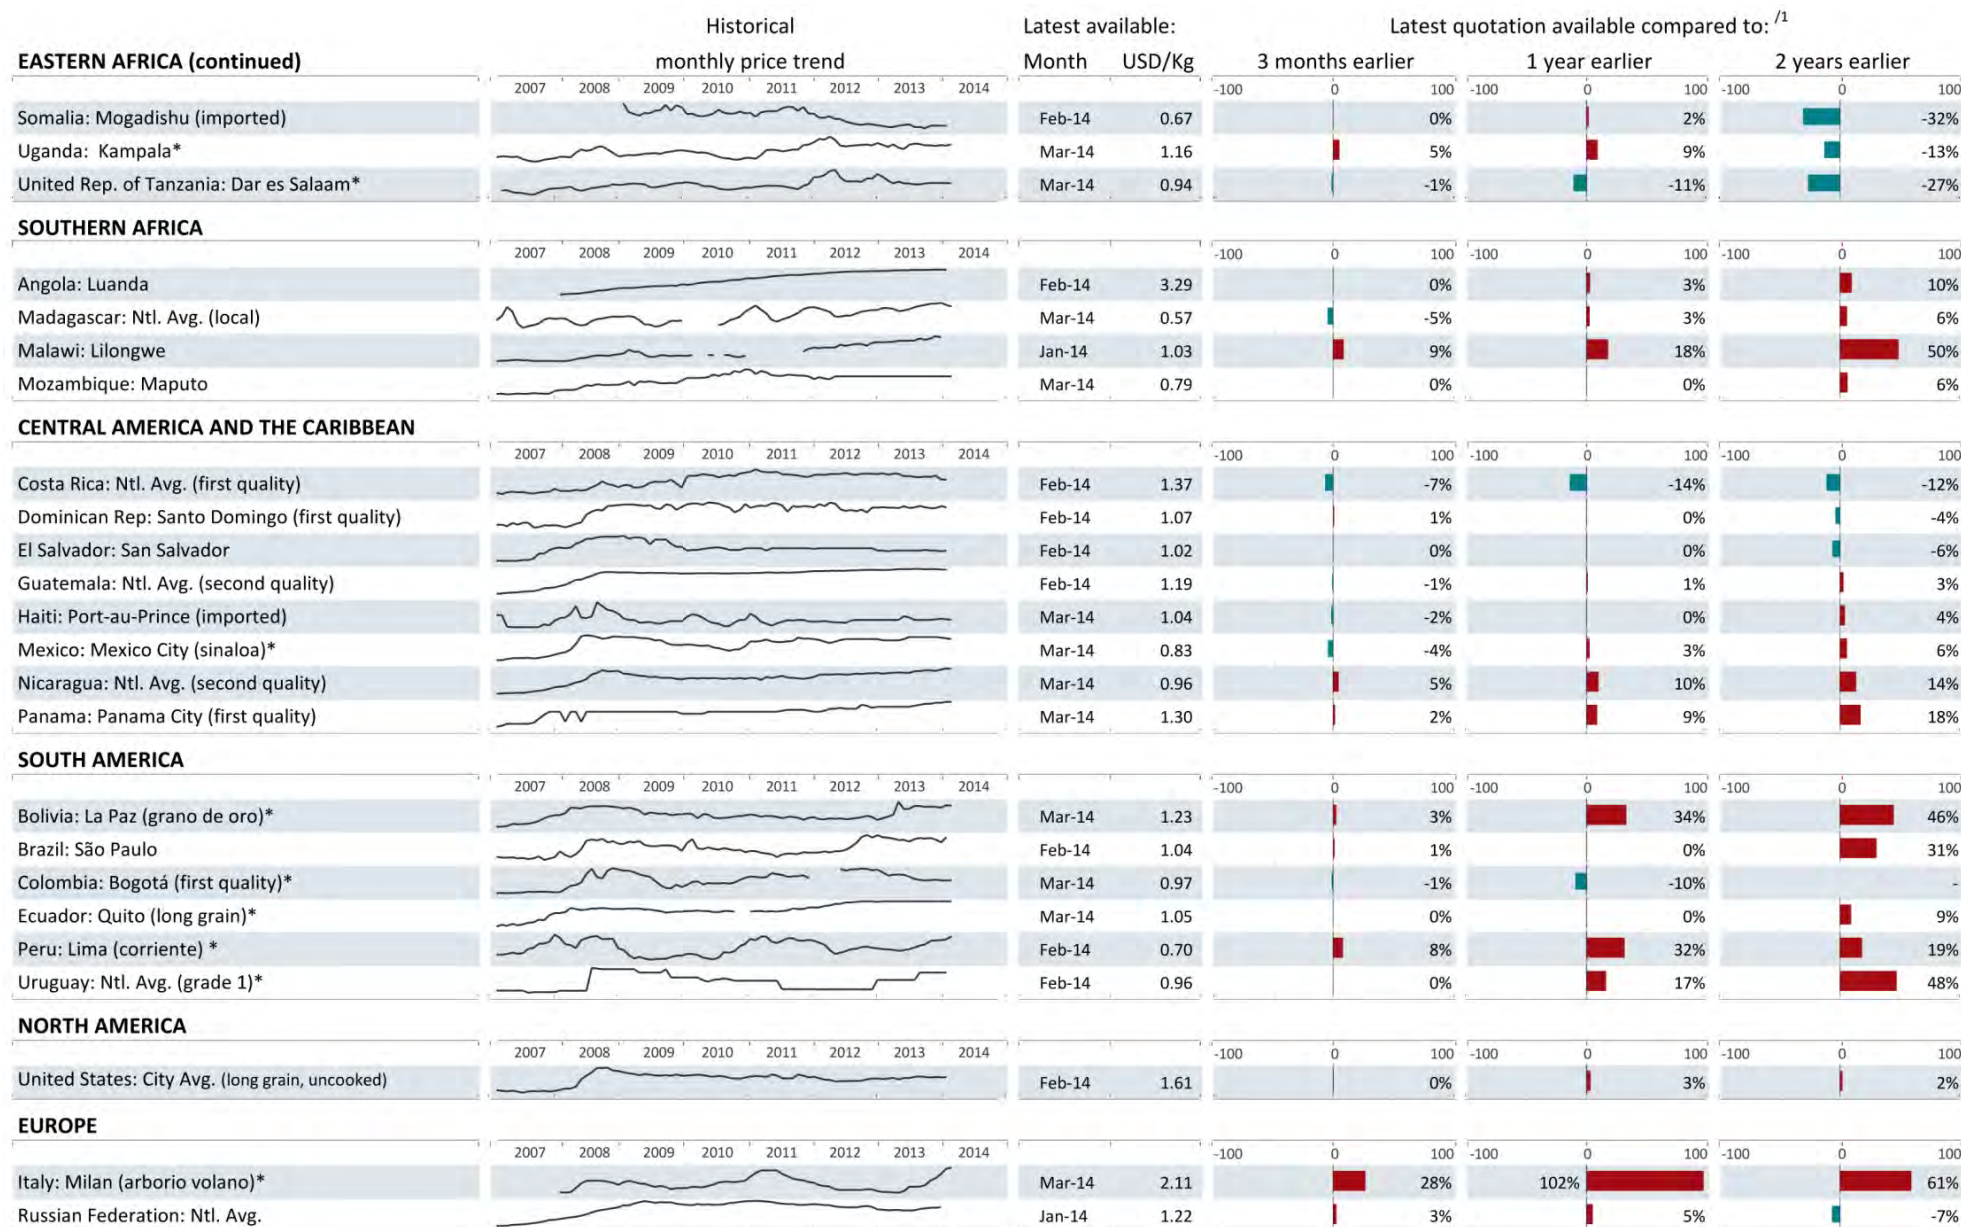 Historical Latest available: Latest quotation available compared to: /1
EASTERN AFRICA (continued) monthly price trend Month USD/Kg 3 months earlier 1 year earlier 2 years earlier
2007 2008 2009 2010 2011 2012 2013 2014 -100 0 100 -100 0 100 -100 0 100
Somalia: Mogadishu (imported) Feb-14 0.67 0% 2% -32%
Uganda: Kampala* Mar-14 1.16 5% 9% -13%
United Rep. of Tanzania: Dar es Salaam* Mar-14 0.94 -1% -11% -27%
SOUTHERN AFRICA
2007 2008 2009 2010 2011 2012 2013 2014 -100 0 100 -100 0 100 -100 0 100
Angola: Luanda Feb-14 3.29 0% 3% 10%
Madagascar: Ntl. Avg. (local) Mar-14 0.57 -5% 3% 6%
Malawi: Lilongwe Jan-14 1.03 9% 18% 50%
Mozambique: Maputo Mar-14 0.79 0% 0% 6%
CENTRAL AMERICA AND THE CARIBBEAN
2007 2008 2009 2010 2011 2012 2013 2014 -100 0 100 -100 0 100 -100 0 100
Costa Rica: Ntl. Avg. (first quality) Feb-14 1.37 -7% -14% -12%
Dominican Rep: Santo Domingo (first quality) Feb-14 1.07 1% 0% -4%
El Salvador: San Salvador Feb-14 1.02 0% 0% -6%
Guatemala: Ntl. Avg. (second quality) Feb-14 1.19 -1% 1% 3%
Haiti: Port-au-Prince (imported) Mar-14 1.04 -2% 0% 4%
Mexico: Mexico City (sinaloa)* Mar-14 0.83 -4% 3% 6%
Nicaragua: Ntl. Avg. (second quality) Mar-14 0.96 5% 10% 14%
Panama: Panama City (first quality) Mar-14 1.30 2% 9% 18%
SOUTH AMERICA
2007 2008 2009 2010 2011 2012 2013 2014 -100 0 100 -100 0 100 -100 0 100
Bolivia: La Paz (grano de oro)* Mar-14 1.23 3% 34% 46%
Brazil: São Paulo Feb-14 1.04 1% 0% 31%
Colombia: Bogotá (first quality)* Mar-14 0.97 -1% -10% -
Ecuador: Quito (long grain)* Mar-14 1.05 0% 0% 9%
Peru: Lima (corriente) * Feb-14 0.70 8% 32% 19%
Uruguay: Ntl. Avg. (grade 1)* Feb-14 0.96 0% 17% 48%
NORTH AMERICA
2007 2008 2009 2010 2011 2012 2013 2014 -100 0 100 -100 0 100 -100 0 100
United States: City Avg. (long grain, uncooked) Feb-14 1.61 0% 3% 2%
EUROPE
2007 2008 2009 2010 2011 2012 2013 2014 -100 0 100 -100 0 100 -100 0 100
Italy: Milan (arborio volano)* Mar-14 2.11 28% 102% 61%
Russian Federation: Ntl. Avg. Jan-14 1.22 3% 5% -7%